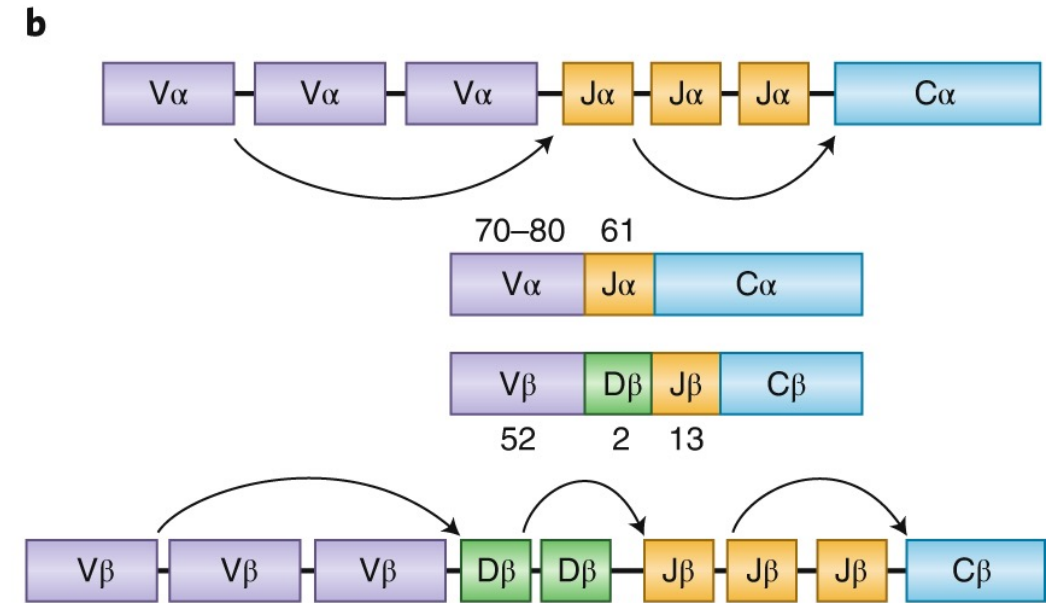 b
Vα Vα Vα Jα Jα Jα Cα
70–80 61
Vα Jα Cα
Vβ Dβ Jβ Cβ
52 2 13
Vβ Vβ Vβ Dβ Dβ Jβ Jβ Jβ Cβ